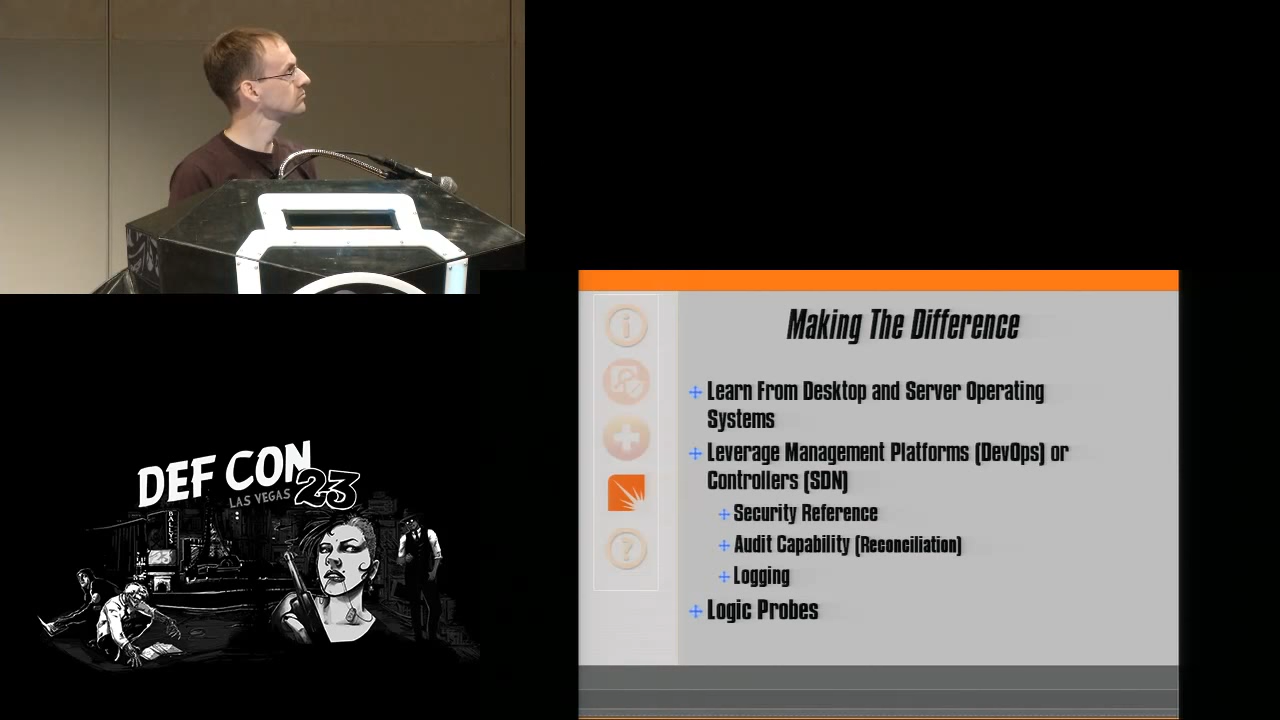 Making The Difference
Learn From Desktop and Server Operating
Systems
Leverage Management Platforms (DevOps) or
Controllers (SDN)
Security Reference
Audit Capability (Reconciliation)
Logging
Logic Probes
DEF CON
LAS VEGAS 23
BALLYS